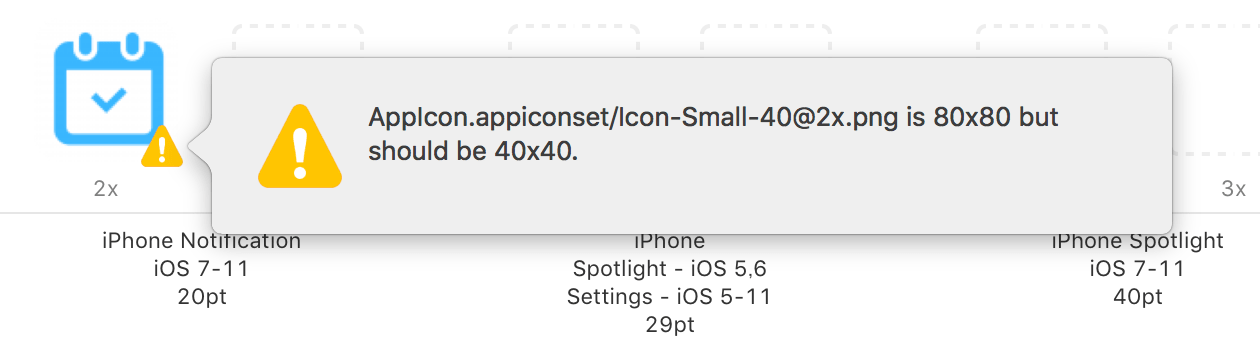 AppIcon.appiconset/Icon-Small-40@2x.png is 80x80 but
should be 40x40.
2x
3x
iPhone Notification
iOS 7-11
20pt
iPhone
Spotlight - iOS 5,6
Settings - iOS 5-11
29pt
iPhone Spotlight
iOS 7-11
40pt